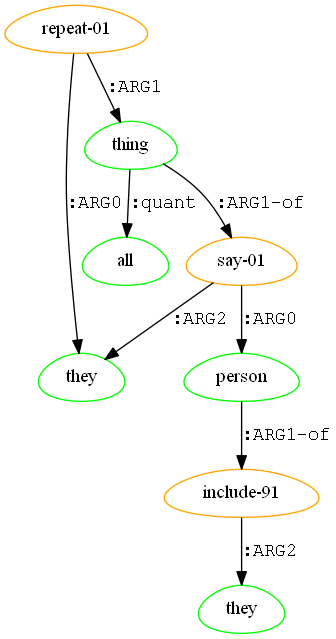 repeat-01
:ARG1
thing
:ARG0
:quant
:ARG1-of
all
say-01
:ARG2
:ARG0
they
person
:ARG1-of
include-91
:ARG2
they